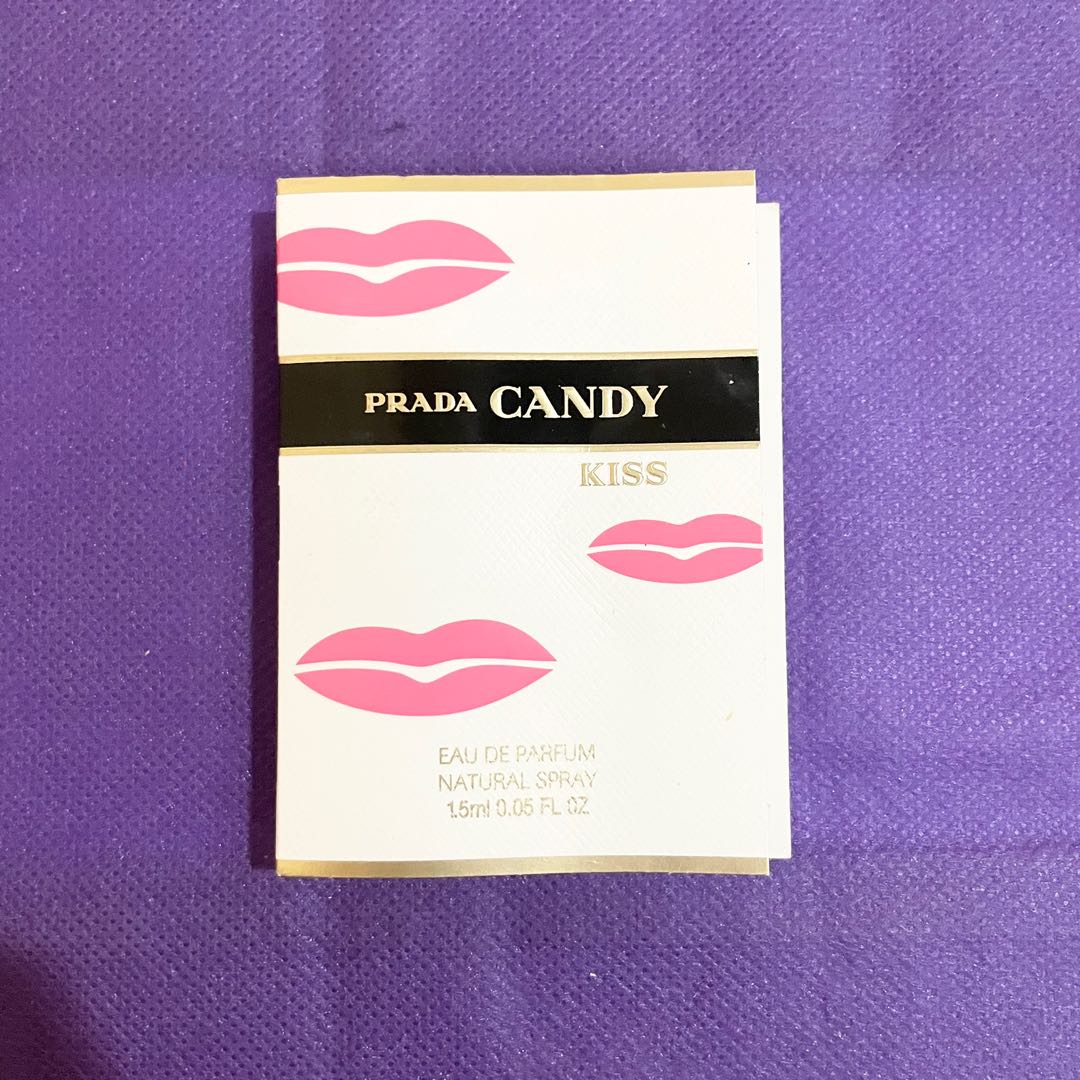 PRADA CANDY
KISS
EAU DE PARFUM
NATURAL SPRAY
1.5ml 0.05 FL OZ